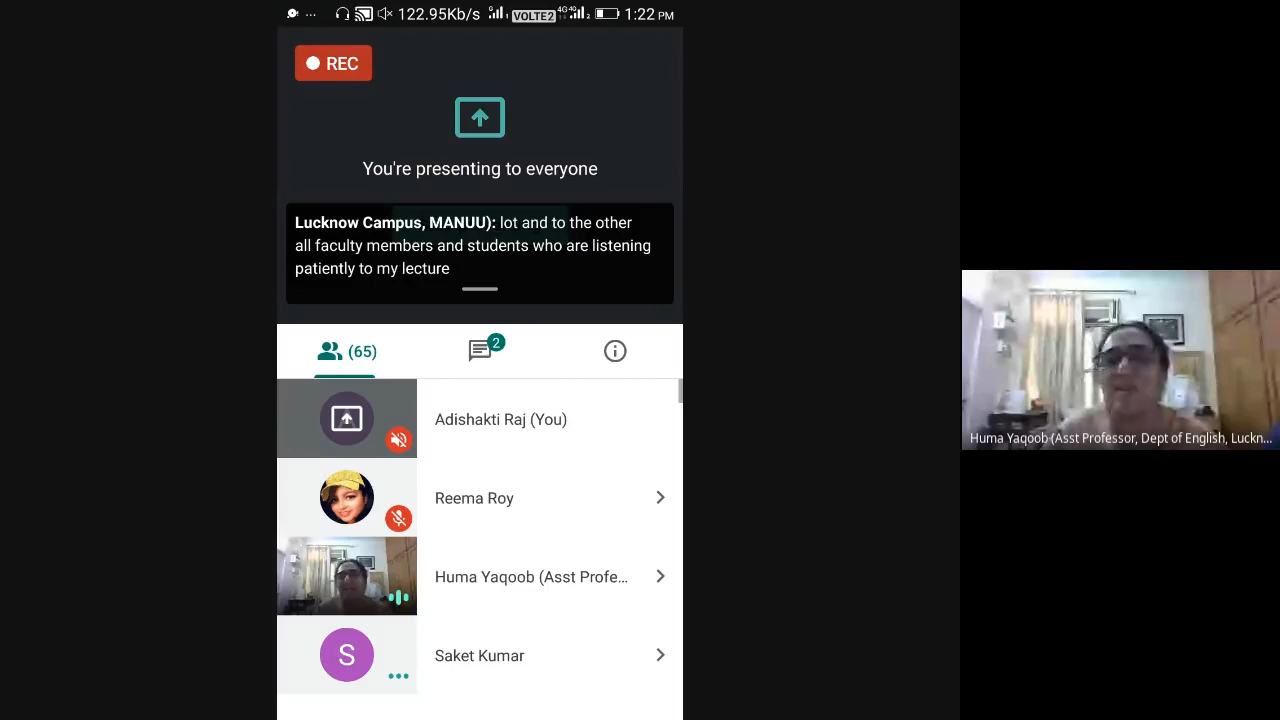 ... 122.95Kb/s VOLTE2 4G 4G 1:22 PM
REC
You're presenting to everyone
Lucknow Campus, MANUU): lot and to the other
all faculty members and students who are listening
patiently to my lecture
(65)
2
Adishakti Raj (You)
Reema Roy
Huma Yaqoob (Asst Profe...
S
Saket Kumar
Huma Yaqoob (Asst Professor, Dept of English, Luckn...